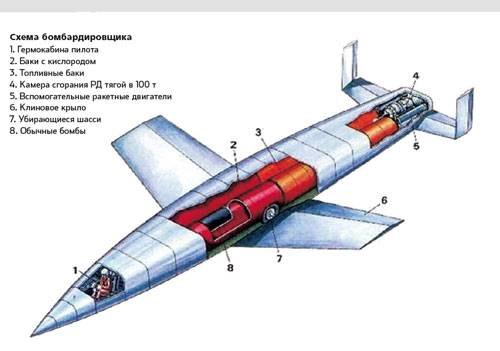 Схема бомбардировщика
1. Гермокабина пилота
2. Баки с кислородом
3. Топливные баки
4. Камера сгорания РД тягой в 100 т
5. Вспомогательные ракетные двигатели
6. Клиновое крыло
7. Убирающиеся шасси
8. Обычные бомбы
4
5
3
2
6
1
8
7